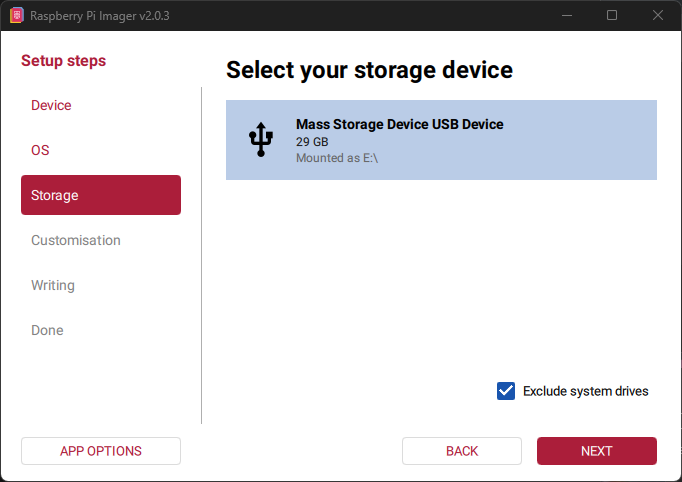 Raspberry Pi Imager v2.0.3
Setup steps
Device
OS
Storage
Customisation
Writing
Done
APP OPTIONS
Select your storage device
Mass Storage Device USB Device
29 GB
Mounted as E:\
Exclude system drives
BACK
NEXT